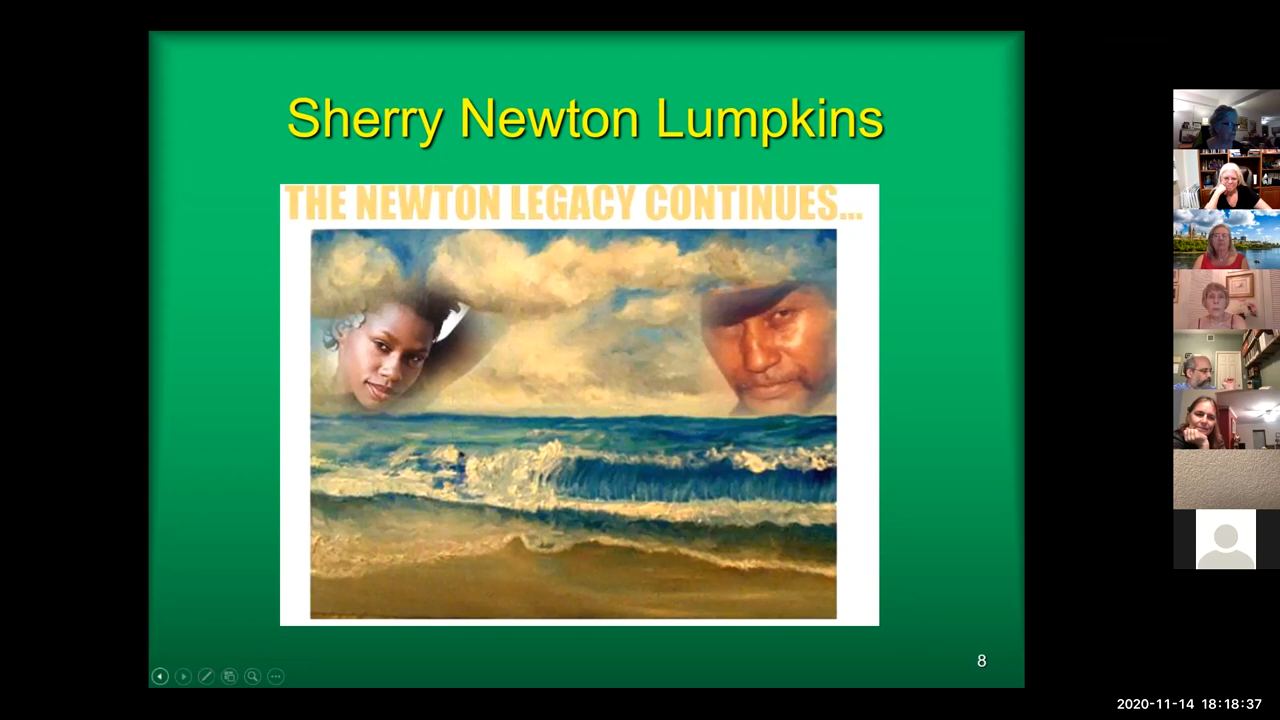 Sherry Newton Lumpkins
THE NEWTON LEGACY CONTINUES...
8
2020-11-14 18:18:37